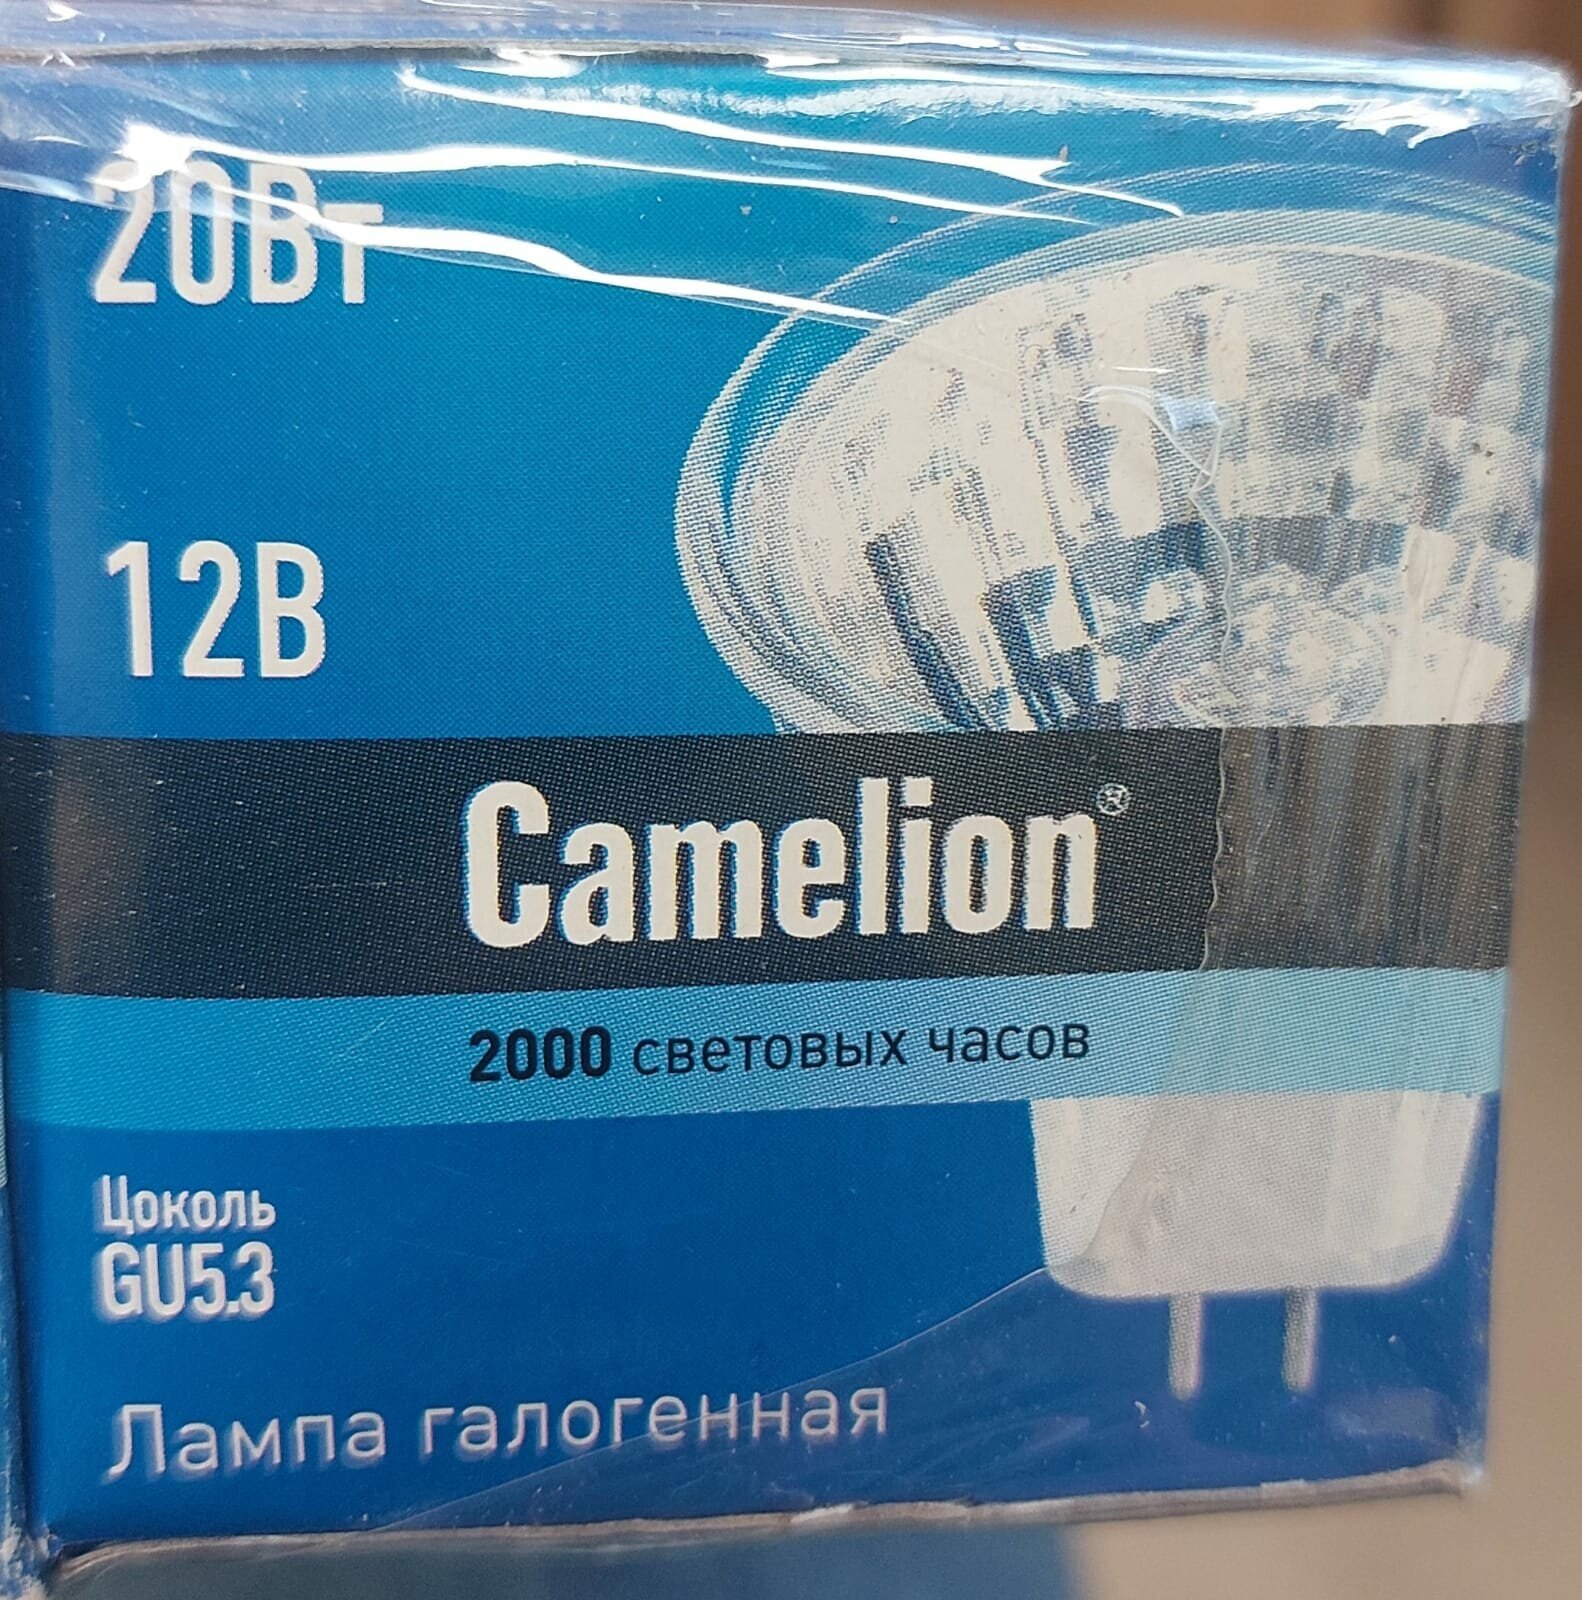 20Вт
12В
Camelion®
2000 световых часов
Цоколь
GU5.3
Лампа галогенная